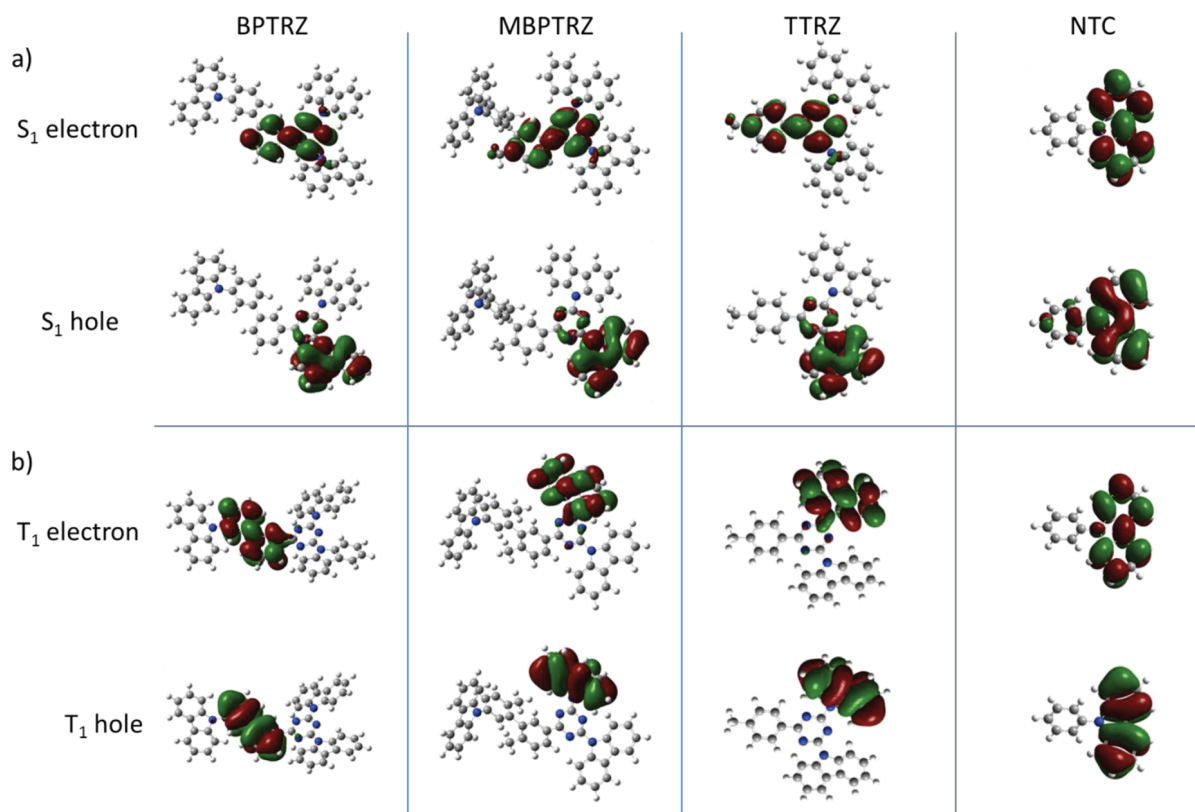 BPTRZ MBPTRZ TTRZ NTC
a)
S₁ electron
S₁ hole
b)
T₁ electron
T₁ hole